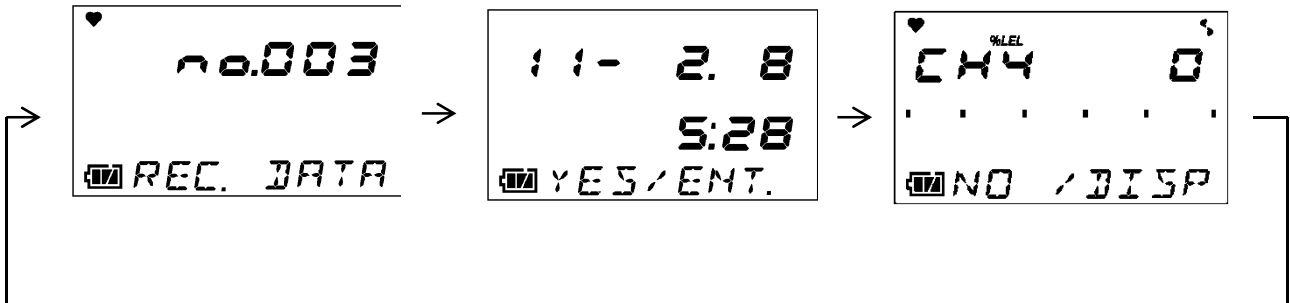 no.003
REC. DATA
11- 2. 8
5:28
YES/ENT.
%LEL
CH4 0
NO /DISP